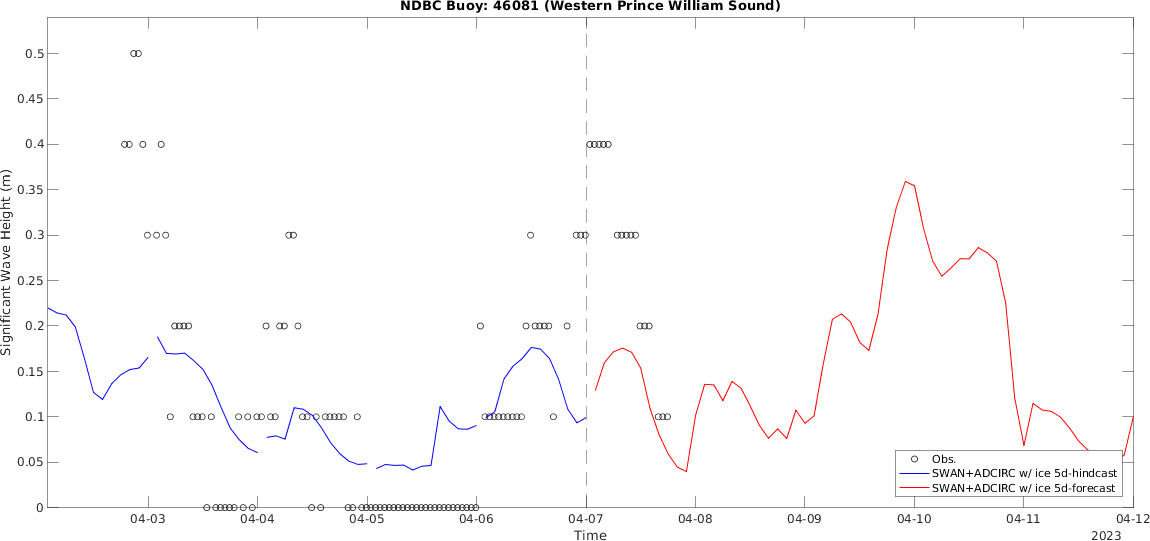 NDBC Buoy: 46081 (Western Prince William Sound)
0.5
0.45
0.4
0.35
0.3
0.25
0.2
0.15
0.1
0.05
0
Significant Wave Height (m)
Obs.
SWAN+ADCIRC w/ ice 5d-hindcast
SWAN+ADCIRC w/ ice 5d-forecast
04-03 04-04 04-05 04-06 04-07 04-08 04-09 04-10 04-11 04-12
Time
2023